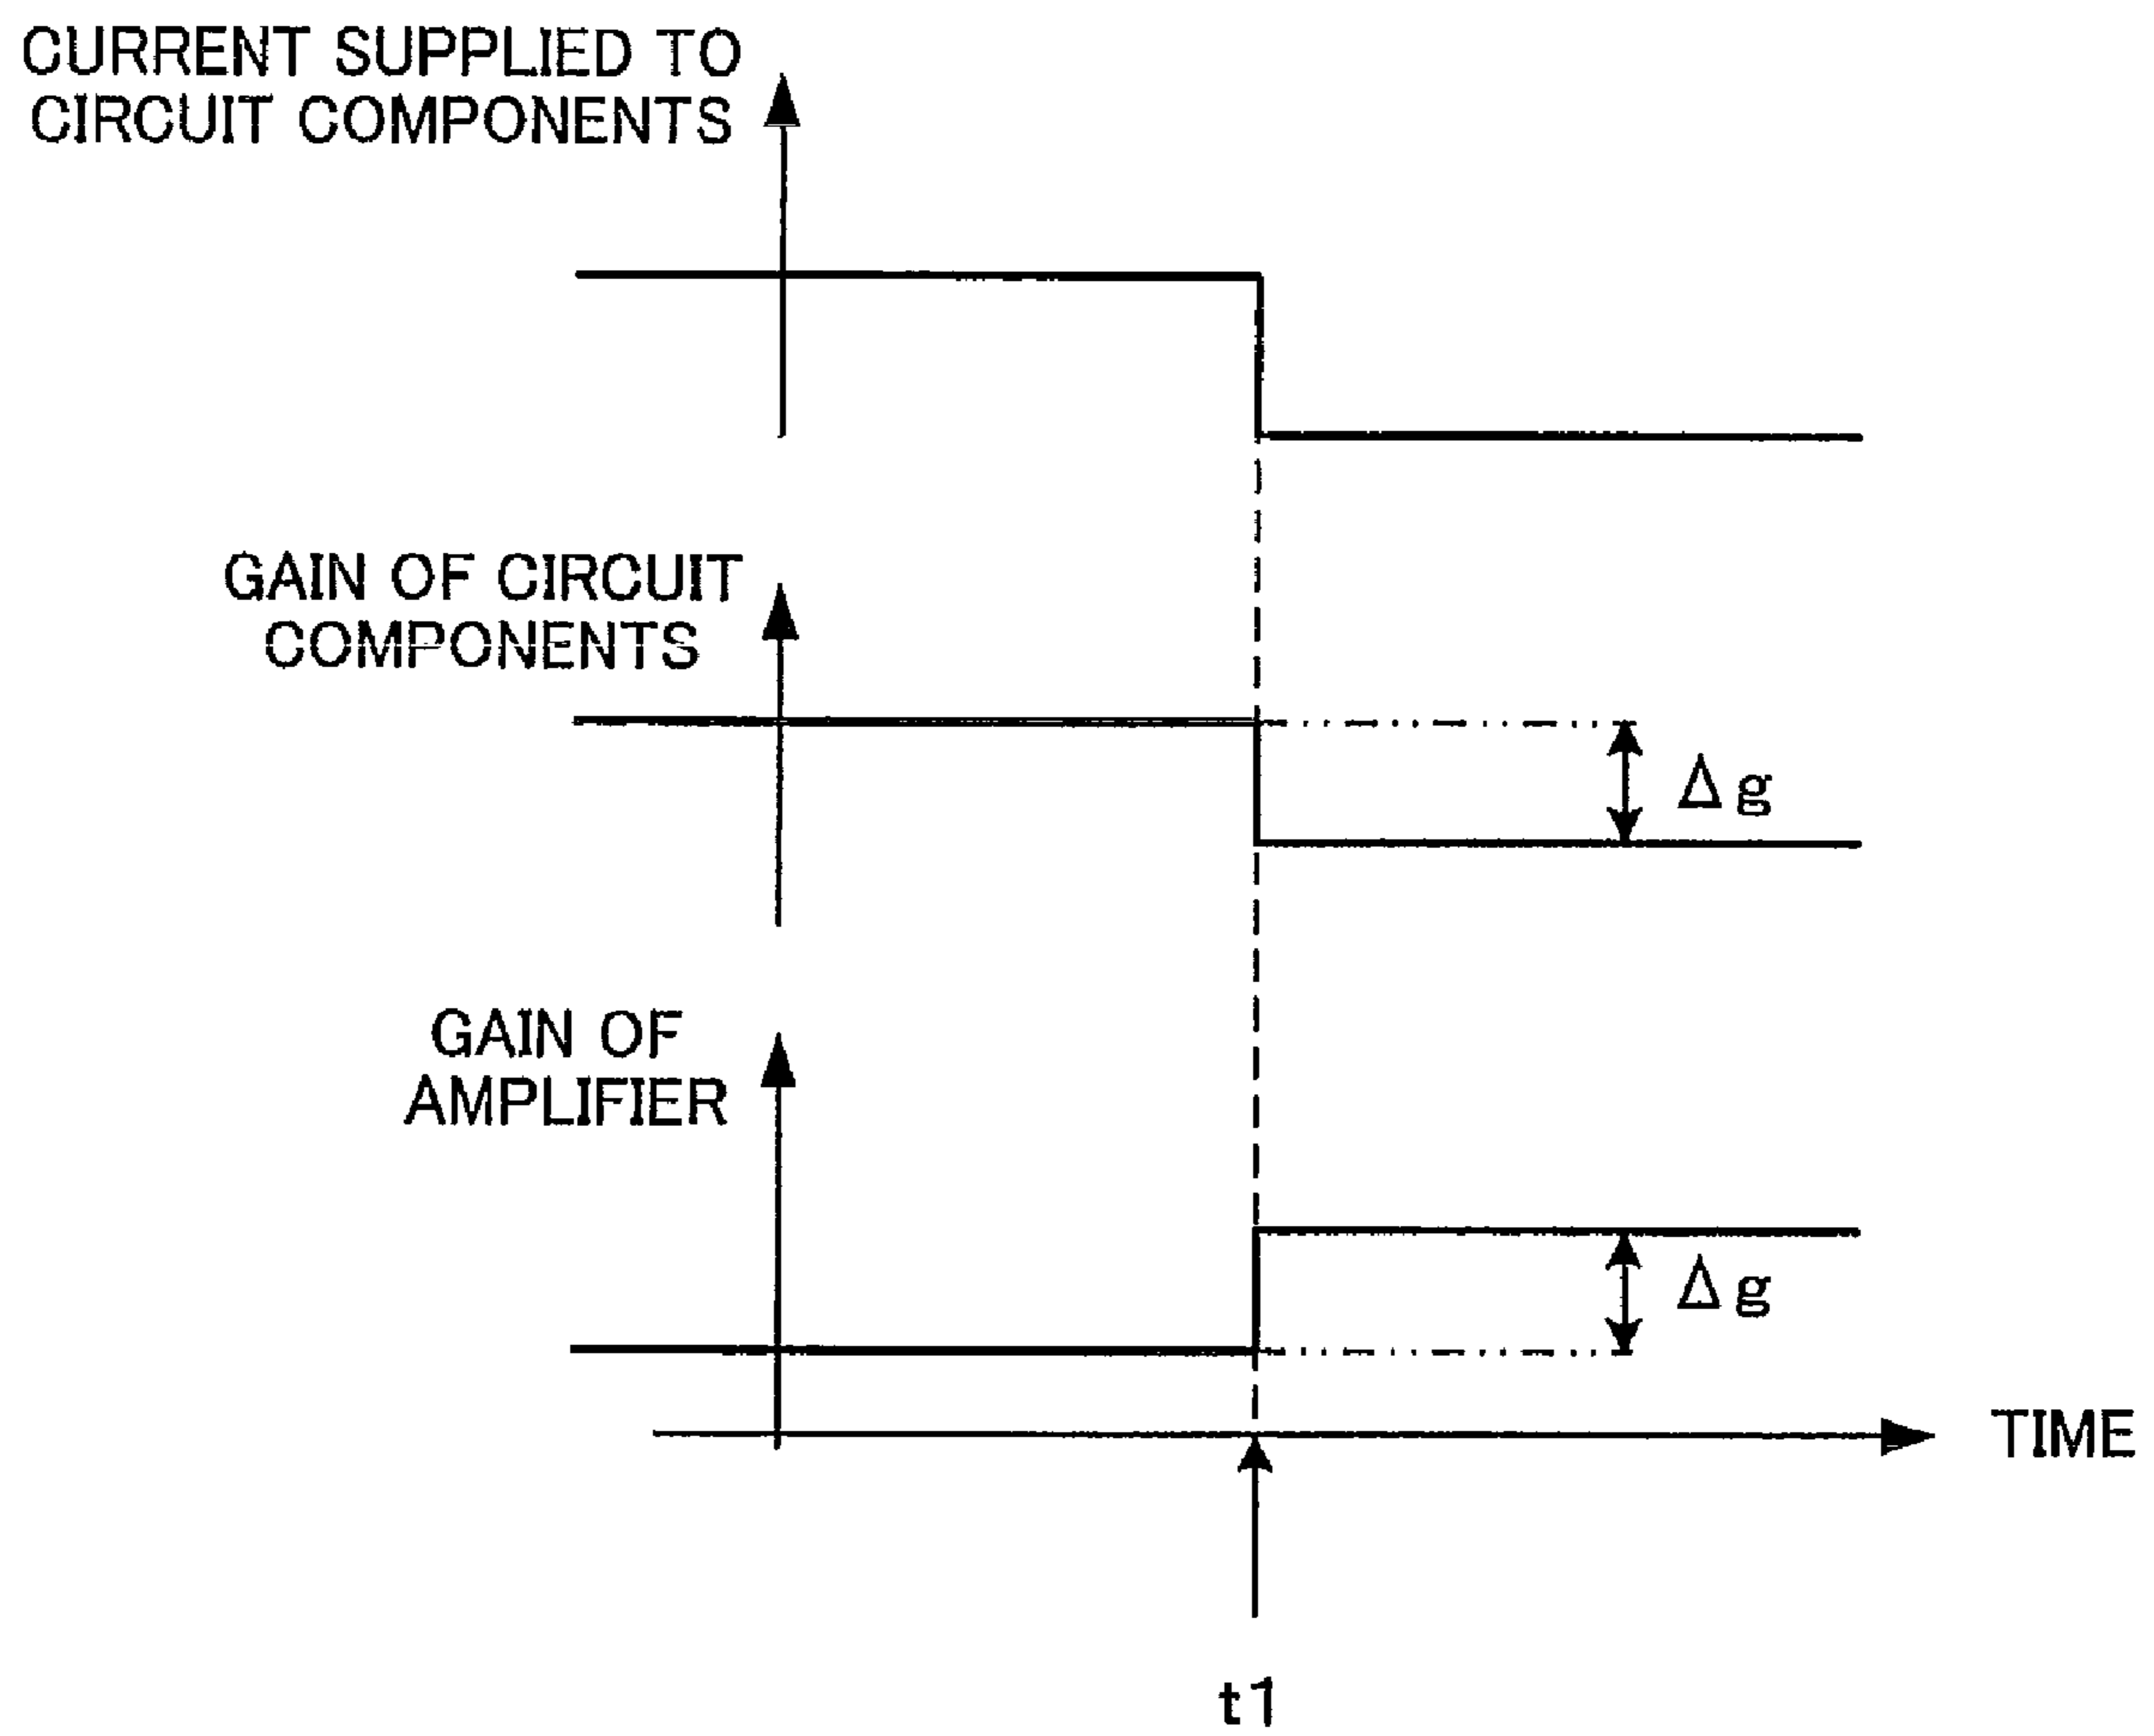 CURRENT SUPPLIED TO
CIRCUIT COMPONENTS
GAIN OF CIRCUIT
COMPONENTS
Δg
GAIN OF
AMPLIFIER
Δg
TIME
t1